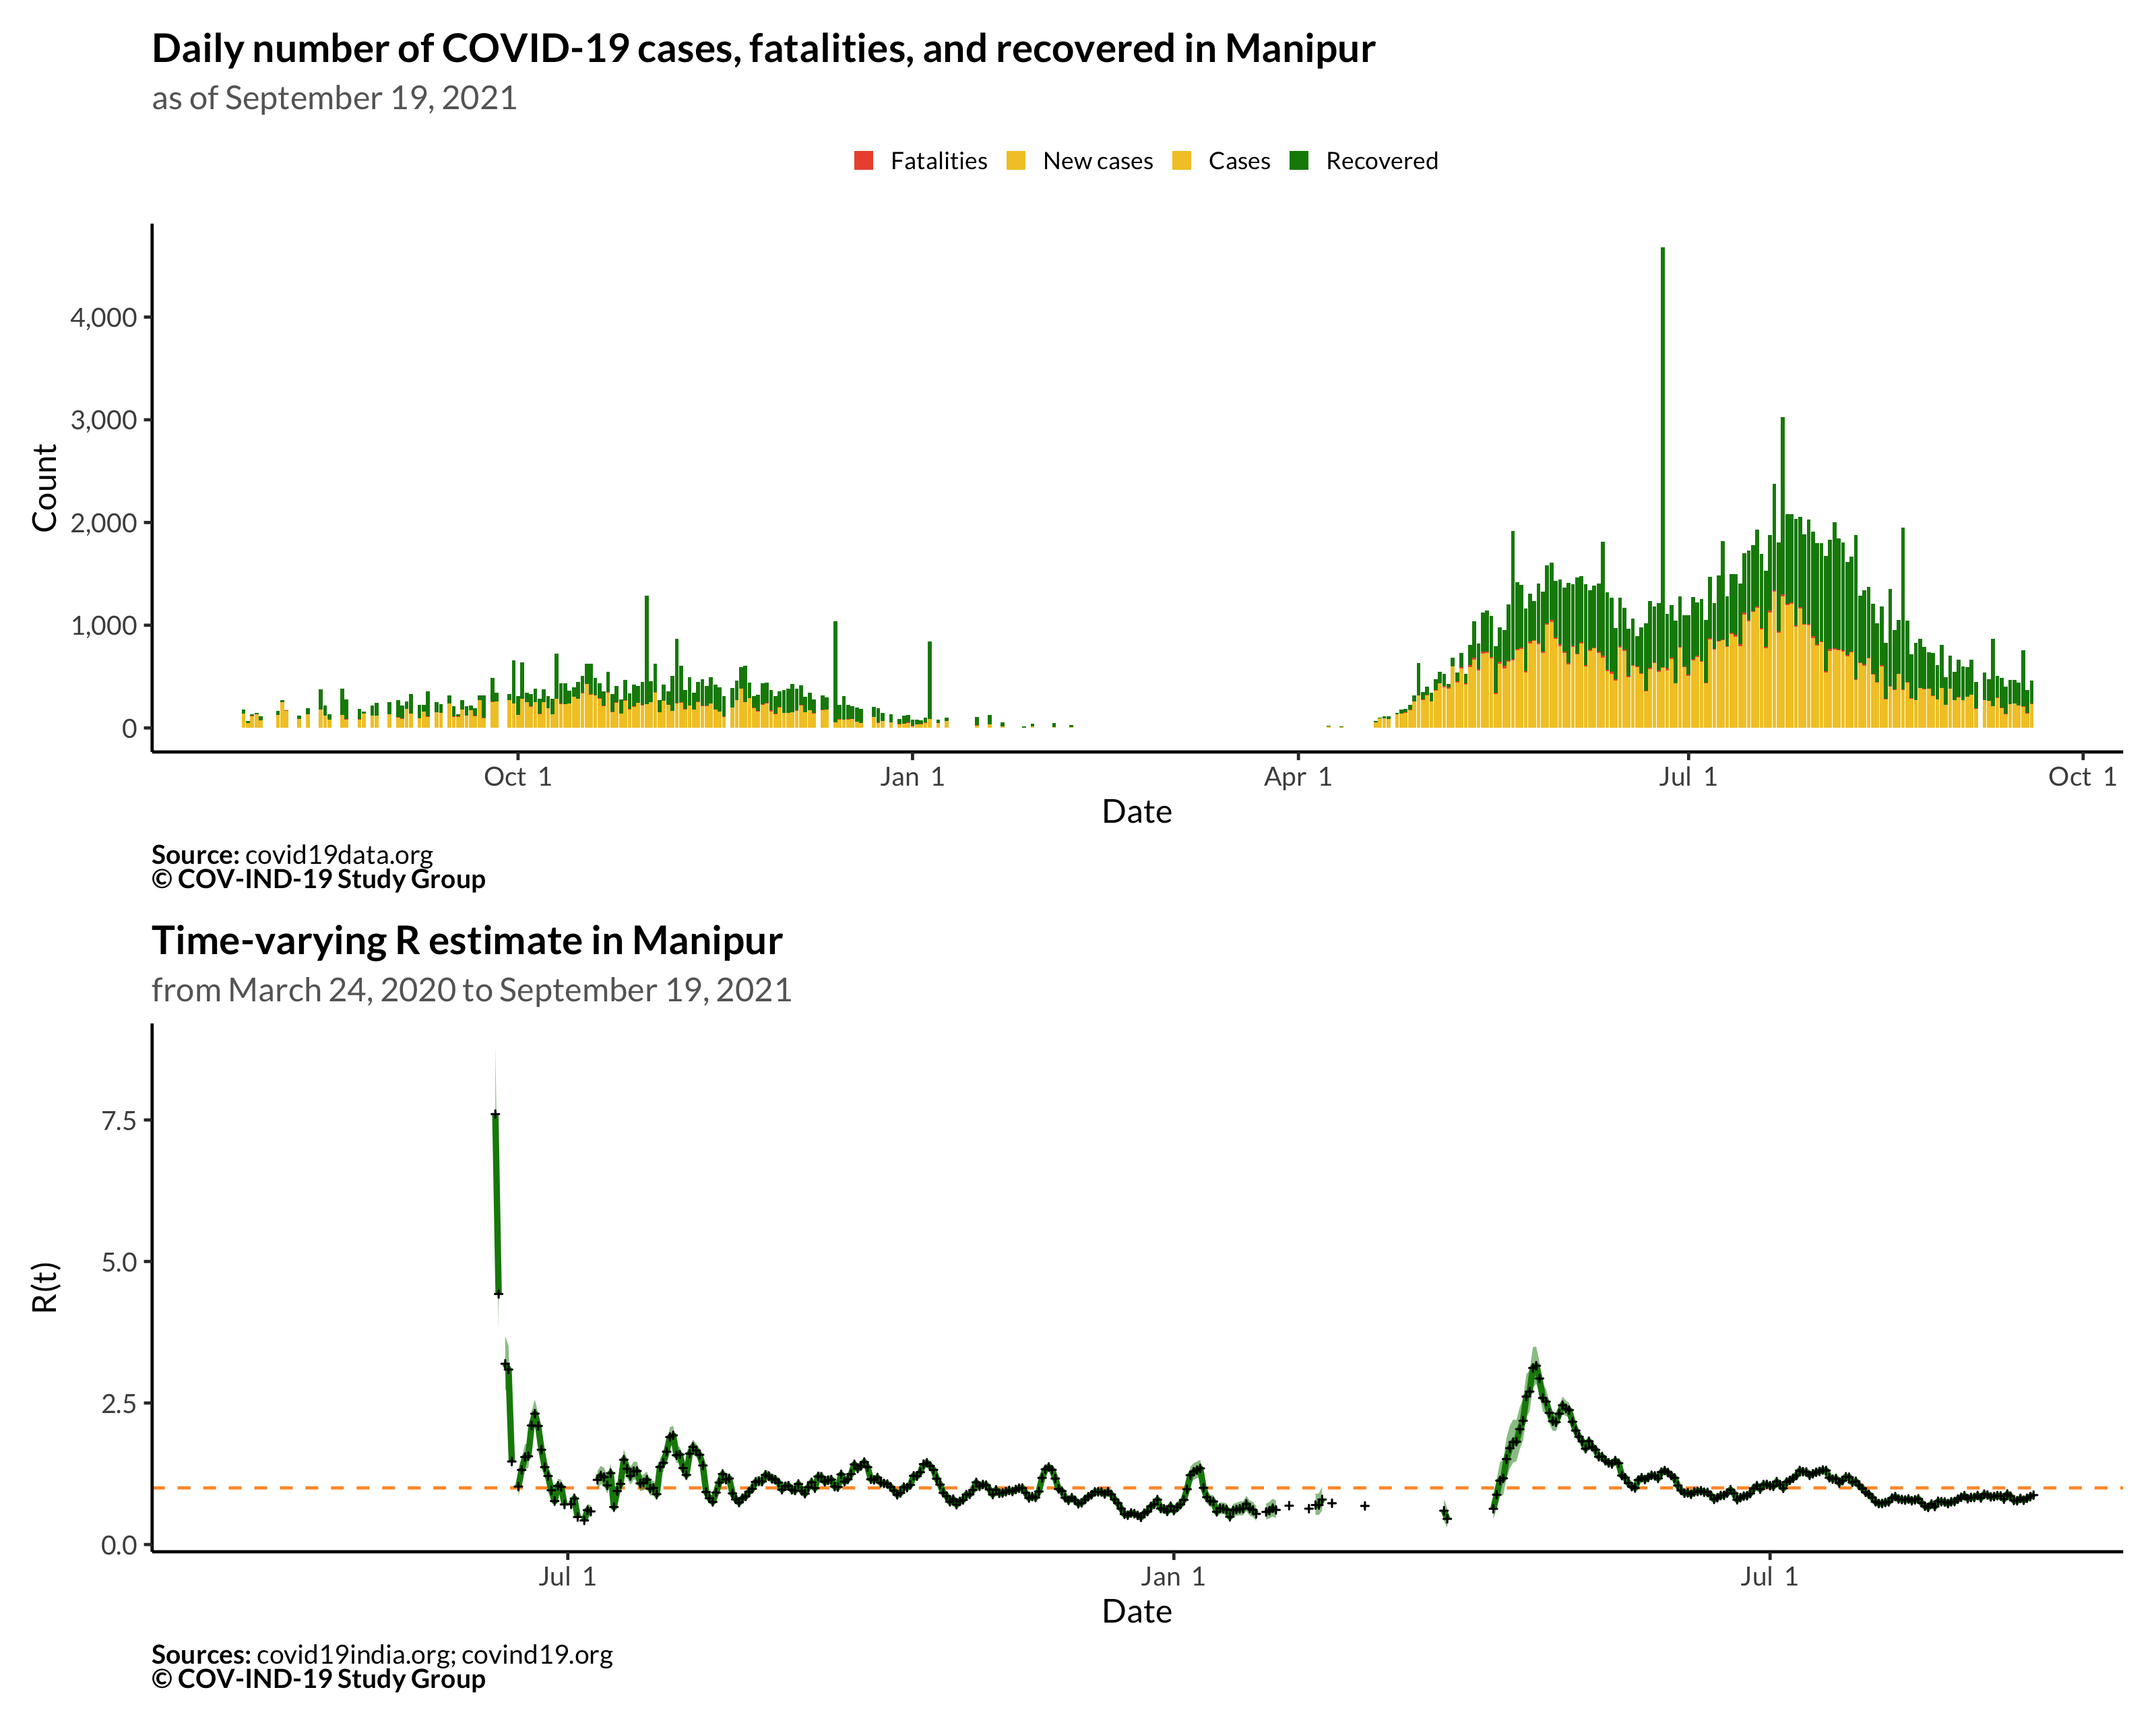 Daily number of COVID-19 cases, fatalities, and recovered in Manipur
as of September 19, 2021
Fatalities New cases Cases Recovered
4,000
3,000
2,000
1,000
0
Count
Oct 1 Jan 1 Apr 1 Jul 1 Oct 1
Date
Source: covid19data.org
© COV-IND-19 Study Group
Time-varying R estimate in Manipur
from March 24, 2020 to September 19, 2021
7.5
5.0
2.5
0.0
R(t)
Jul 1 Jan 1 Jul 1
Date
Sources: covid19india.org; covind19.org
© COV-IND-19 Study Group